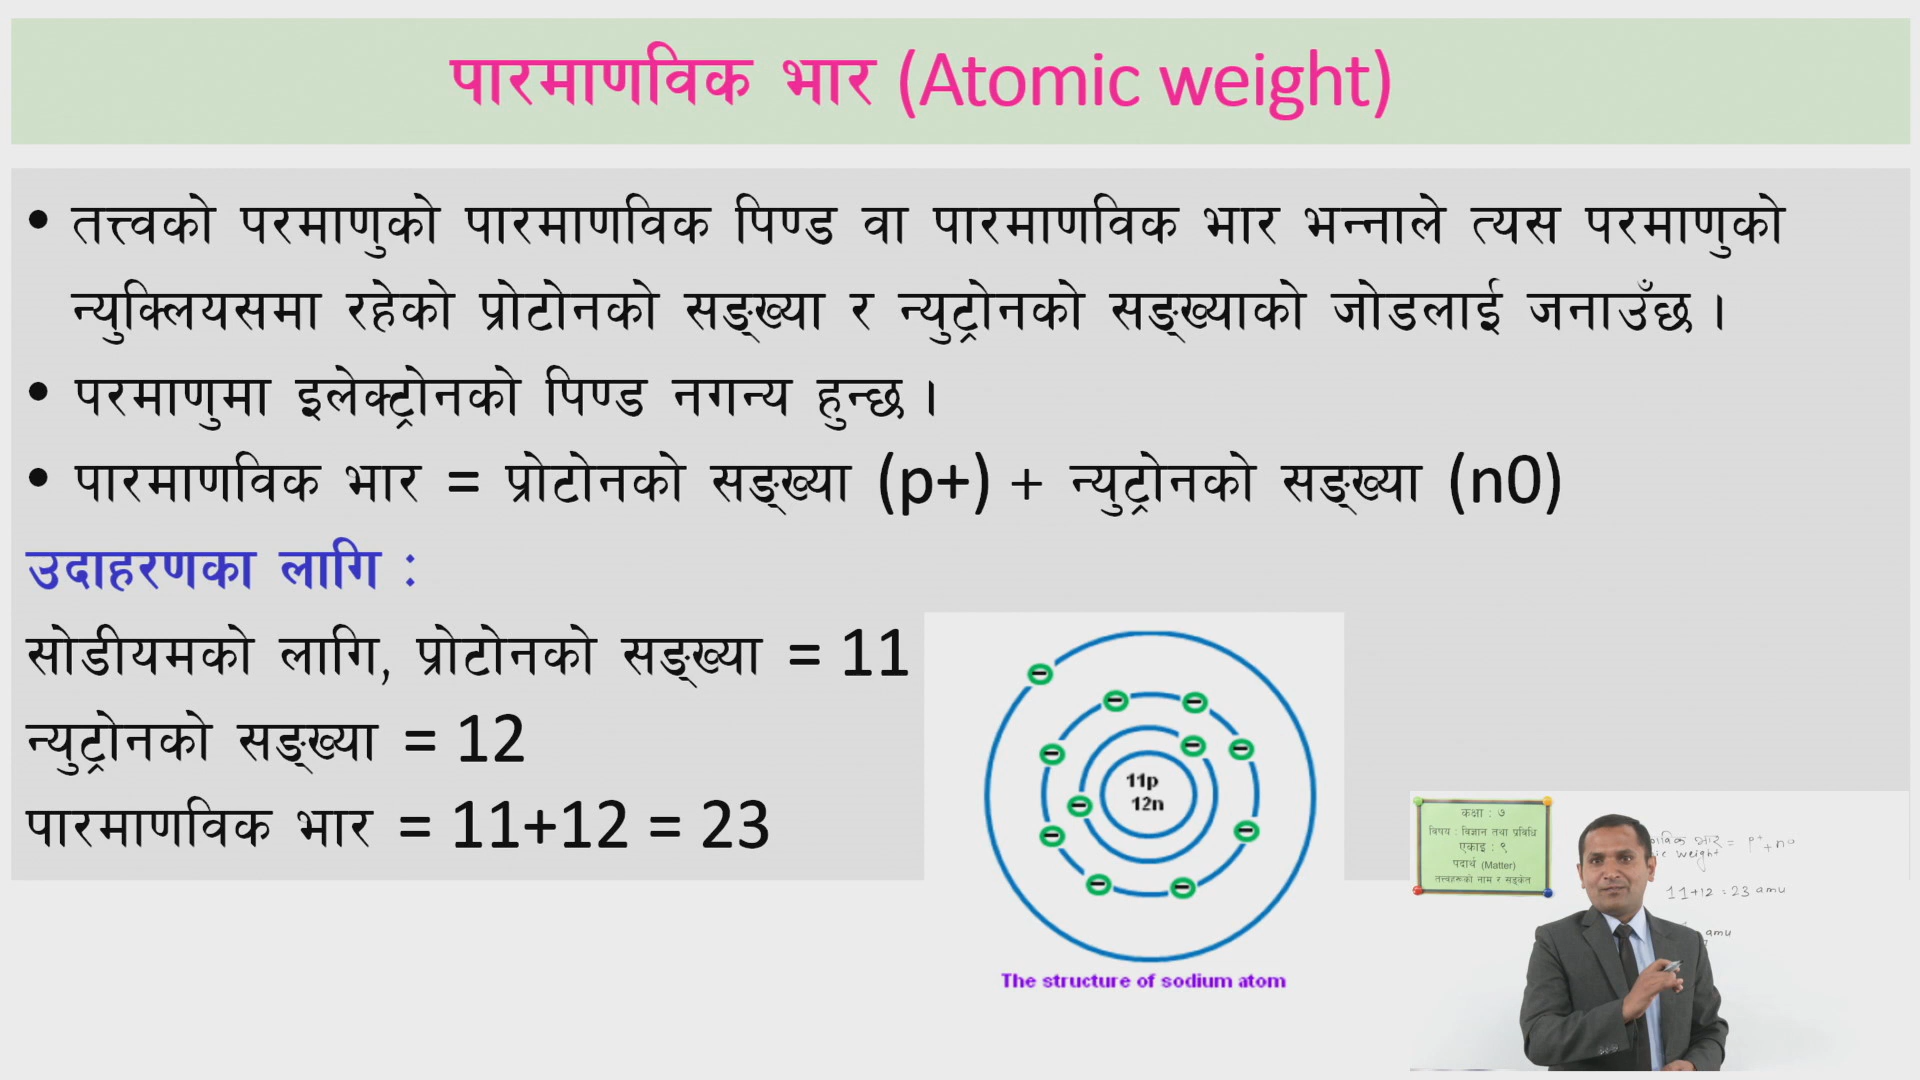 पारमाणविक भार (Atomic weight)
• तत्त्वको परमाणुको पारमाणविक पिण्ड वा पारमाणविक भार भन्नाले त्यस परमाणुको
न्युक्लियसमा रहेको प्रोटोनको सङ्ख्या र न्युट्रोनको सङ्ख्याको जोडलाई जनाउँछ ।
• परमाणुमा इलेक्ट्रोनको पिण्ड नगन्य हुन्छ ।
• पारमाणविक भार = प्रोटोनको सङ्ख्या (p+) + न्युट्रोनको सङ्ख्या (n0)
उदाहरणका लागि :
सोडीयमको लागि, प्रोटोनको सङ्ख्या = 11
न्युट्रोनको सङ्ख्या = 12
पारमाणविक भार = 11+12 = 23
11p
12n
The structure of sodium atom
कक्षा : ७
विषय : विज्ञान तथा प्रविधि
एकाइ : ९
पदार्थ (Matter)
तत्त्वहरूको नाम र सङ्केत
भार = p+ + n0
weight
11+12 = 23 amu
amu